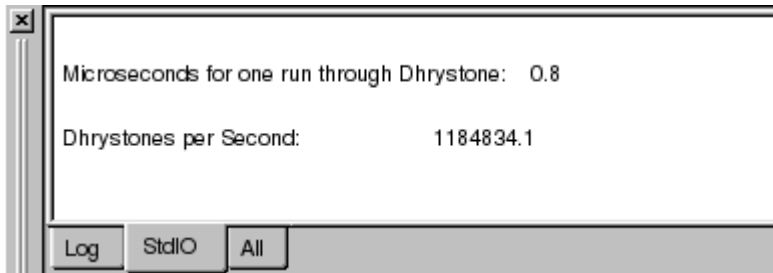 Microseconds for one run through Dhrystone: 0.8
Dhrystones per Second: 1184834.1
Log StdIO All